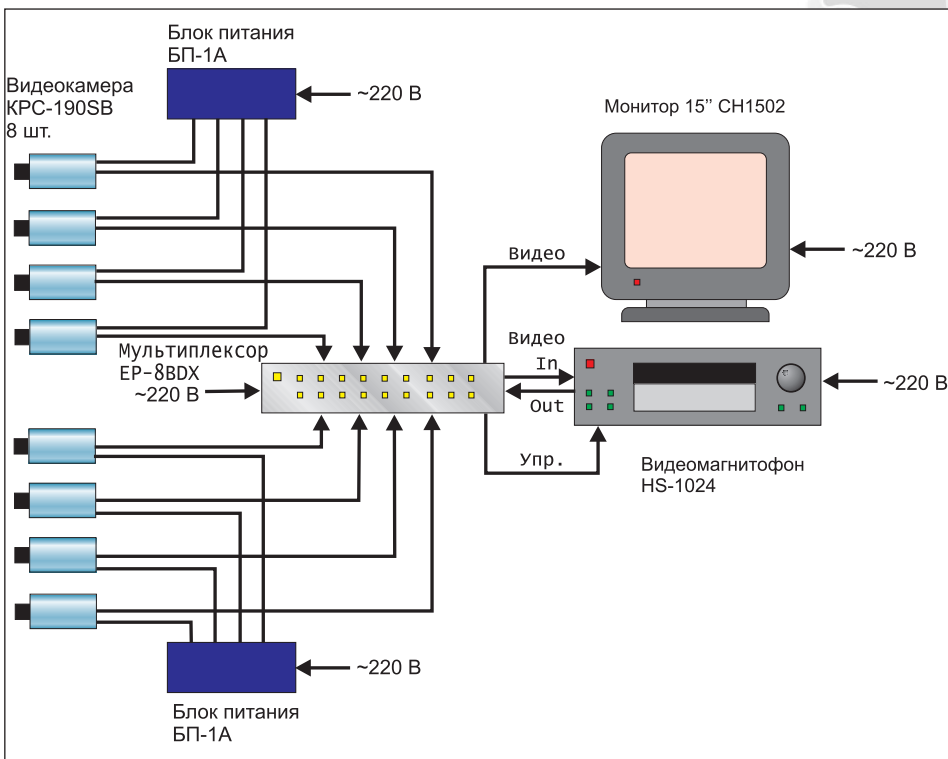 Блок питания
БП-1А
~220 В
Видеокамера
КРС-190SB
8 шт.
Монитор 15’’ CH1502
Видео
~220 В
Мультиплексор
EP-8BDX
~220 В
Видео
In
Out
~220 В
Упр.
Видеомагнитофон
HS-1024
~220 В
Блок питания
БП-1А